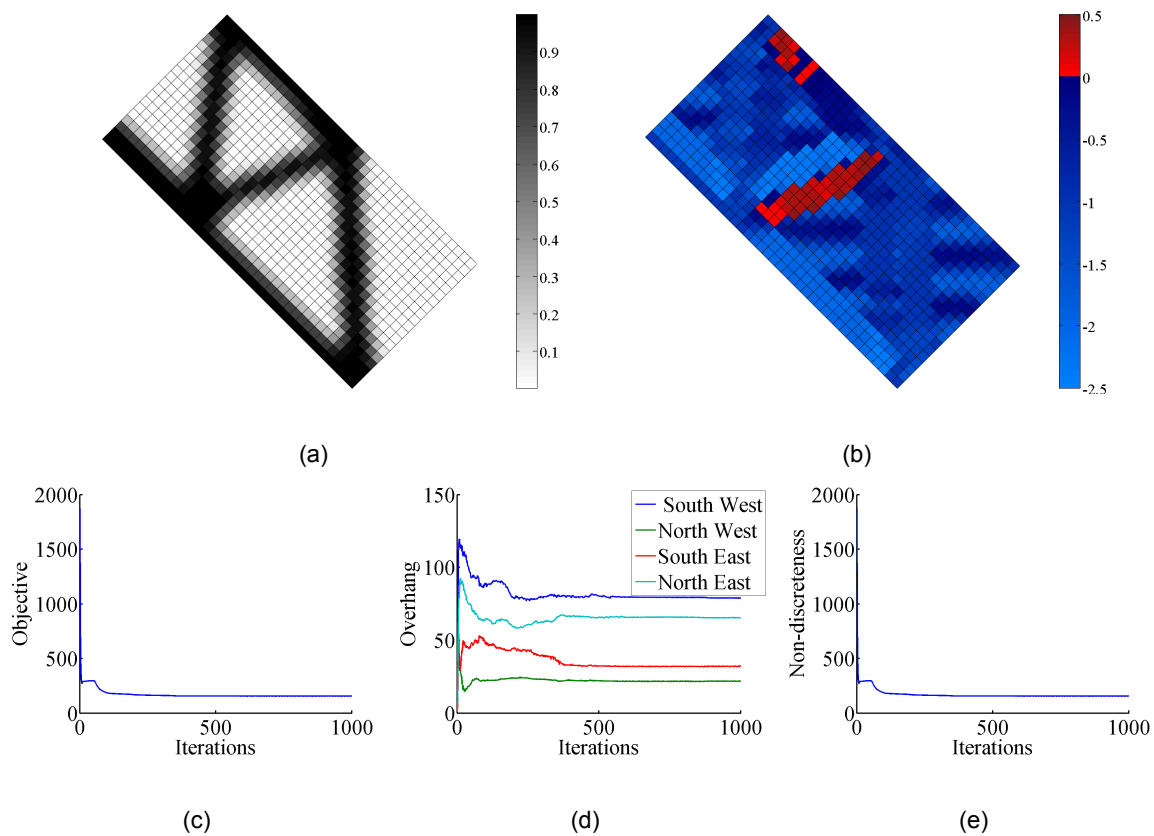 0.9
0.8
0.7
0.6
0.5
0.4
0.3
0.2
0.1
0.5
0
-0.5
-1
-1.5
-2
-2.5
(a)
(b)
2000
1500
1000
500
0
Objective
0
500
1000
Iterations
150
100
50
0
Overhang
South West
North West
South East
North East
0
500
1000
Iterations
2000
1500
1000
500
0
Non-discreteness
0
500
1000
Iterations
(c)
(d)
(e)